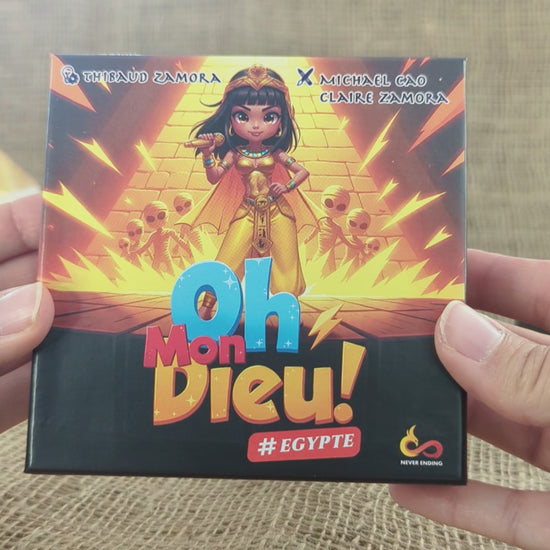 THIBAUD ZAMORA
MICHAEL CAO
CLAIRE ZAMORA
Oh
Mon
Dieu!
#EGYPTE
NEVER ENDING